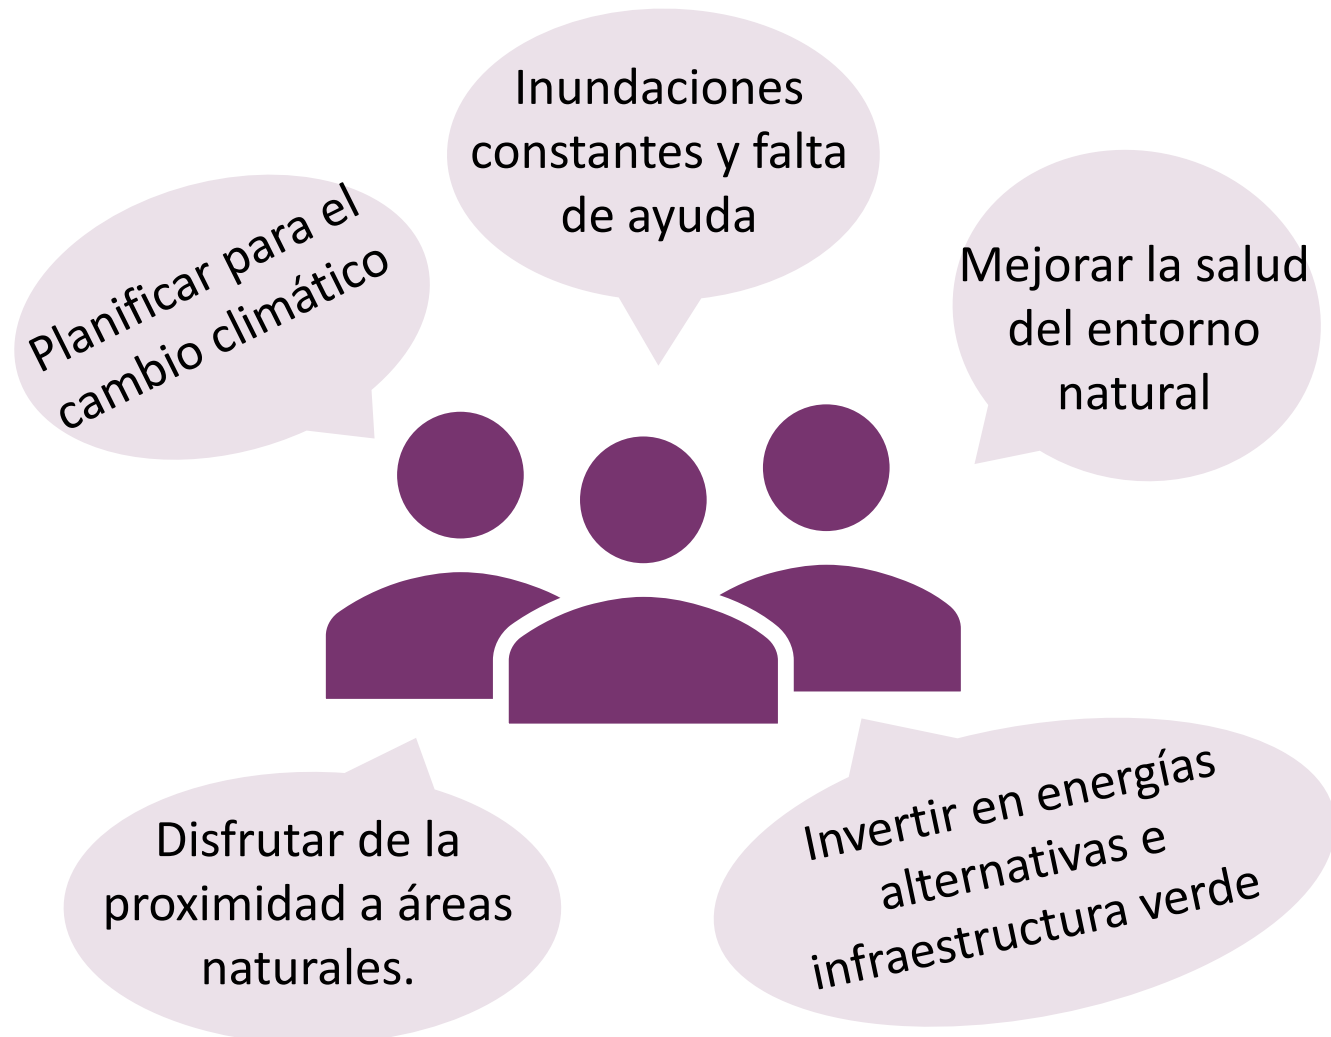 Inundaciones
constantes y falta
de ayuda
Planificar para el
cambio climático
Mejorar la salud
del entorno
natural
Disfrutar de la
proximidad a áreas
naturales.
Invertir en energías
alternativas e
infraestructura verde